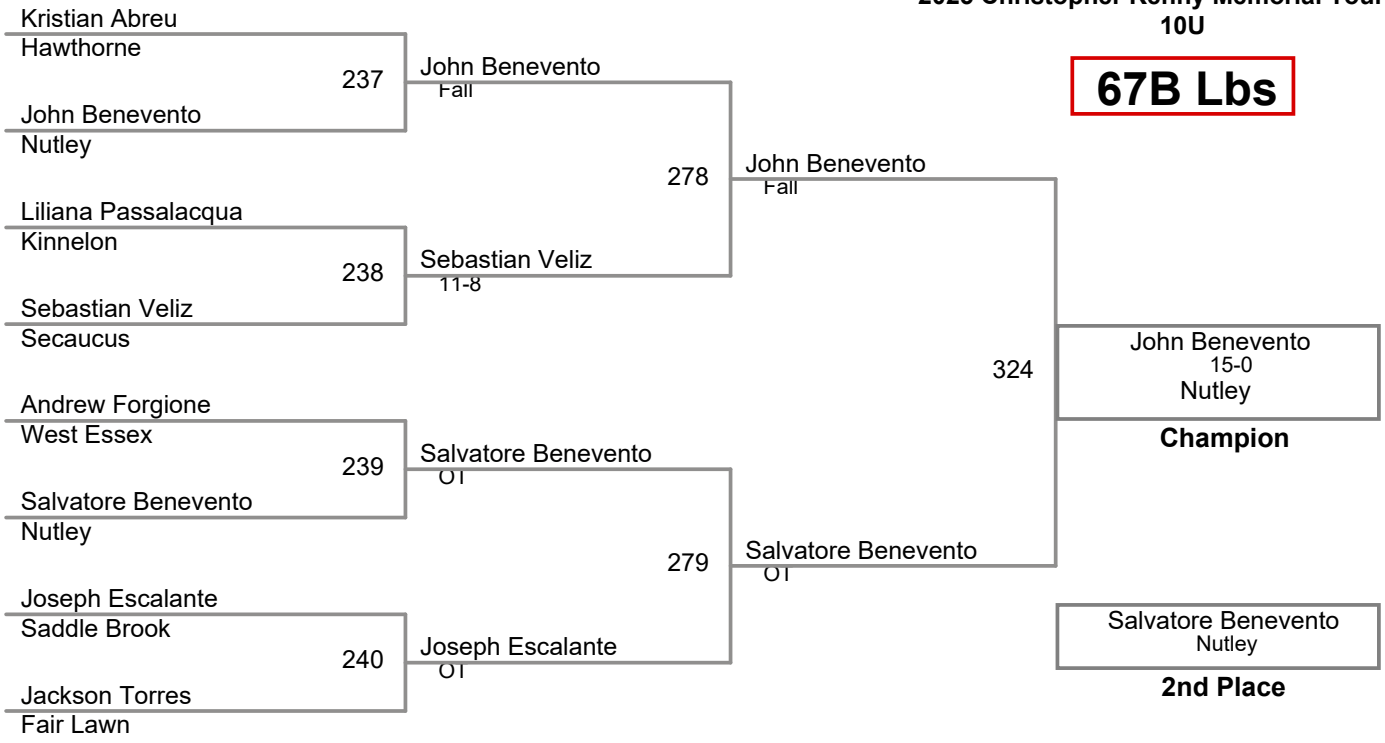 Christopher Kenny Memorial
10U
67B Lbs
Kristian Abreu
Hawthorne
237
John Benevento
Nutley
John Benevento
Fall
Liliana Passalacqua
Kinnelon
238
Sebastian Veliz
Secaucus
Sebastian Veliz
11-8
278
John Benevento
Fall
Andrew Forgione
West Essex
239
Salvatore Benevento
Nutley
Salvatore Benevento
OT
Joseph Escalante
Saddle Brook
240
Jackson Torres
Fair Lawn
Joseph Escalante
OT
279
Salvatore Benevento
OT
324
John Benevento
15-0
Nutley
Champion
Salvatore Benevento
Nutley
2nd Place